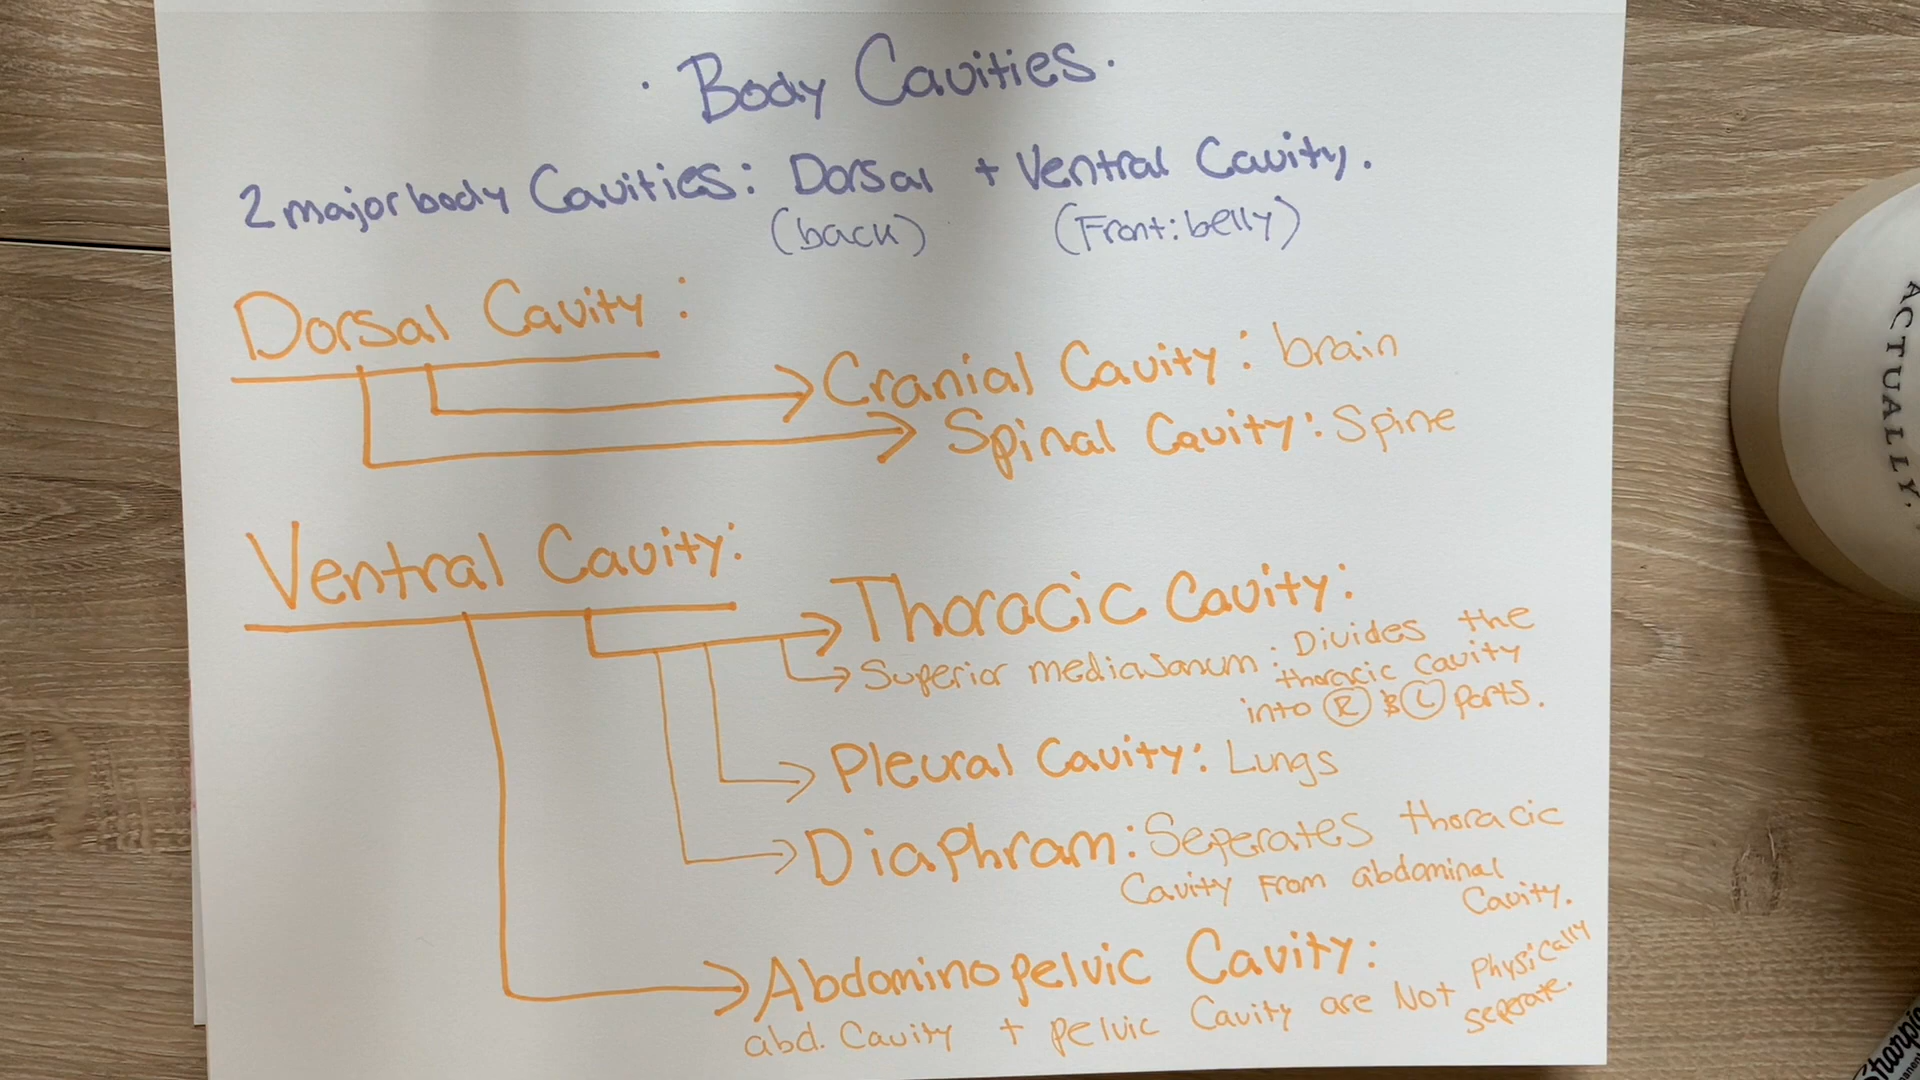 · Body Cavities.
2 major body Cavities: Dorsal + Ventral Cavity.
(back) (Front: belly)
Dorsal Cavity:
Cranial Cavity: brain
Spinal Cavity: Spine
Ventral Cavity:
Thoracic Cavity:
Superior mediasanum: Divides the
thoracic cavity
into R & L parts.
Pleural Cavity: Lungs
Diaphram: Seperates thoracic
Cavity From abdominal
Cavity.
Abdominopelvic Cavity:
abd. Cavity + pelvic Cavity are Not physically
seperate.
ACTUALLY,
Sharpie